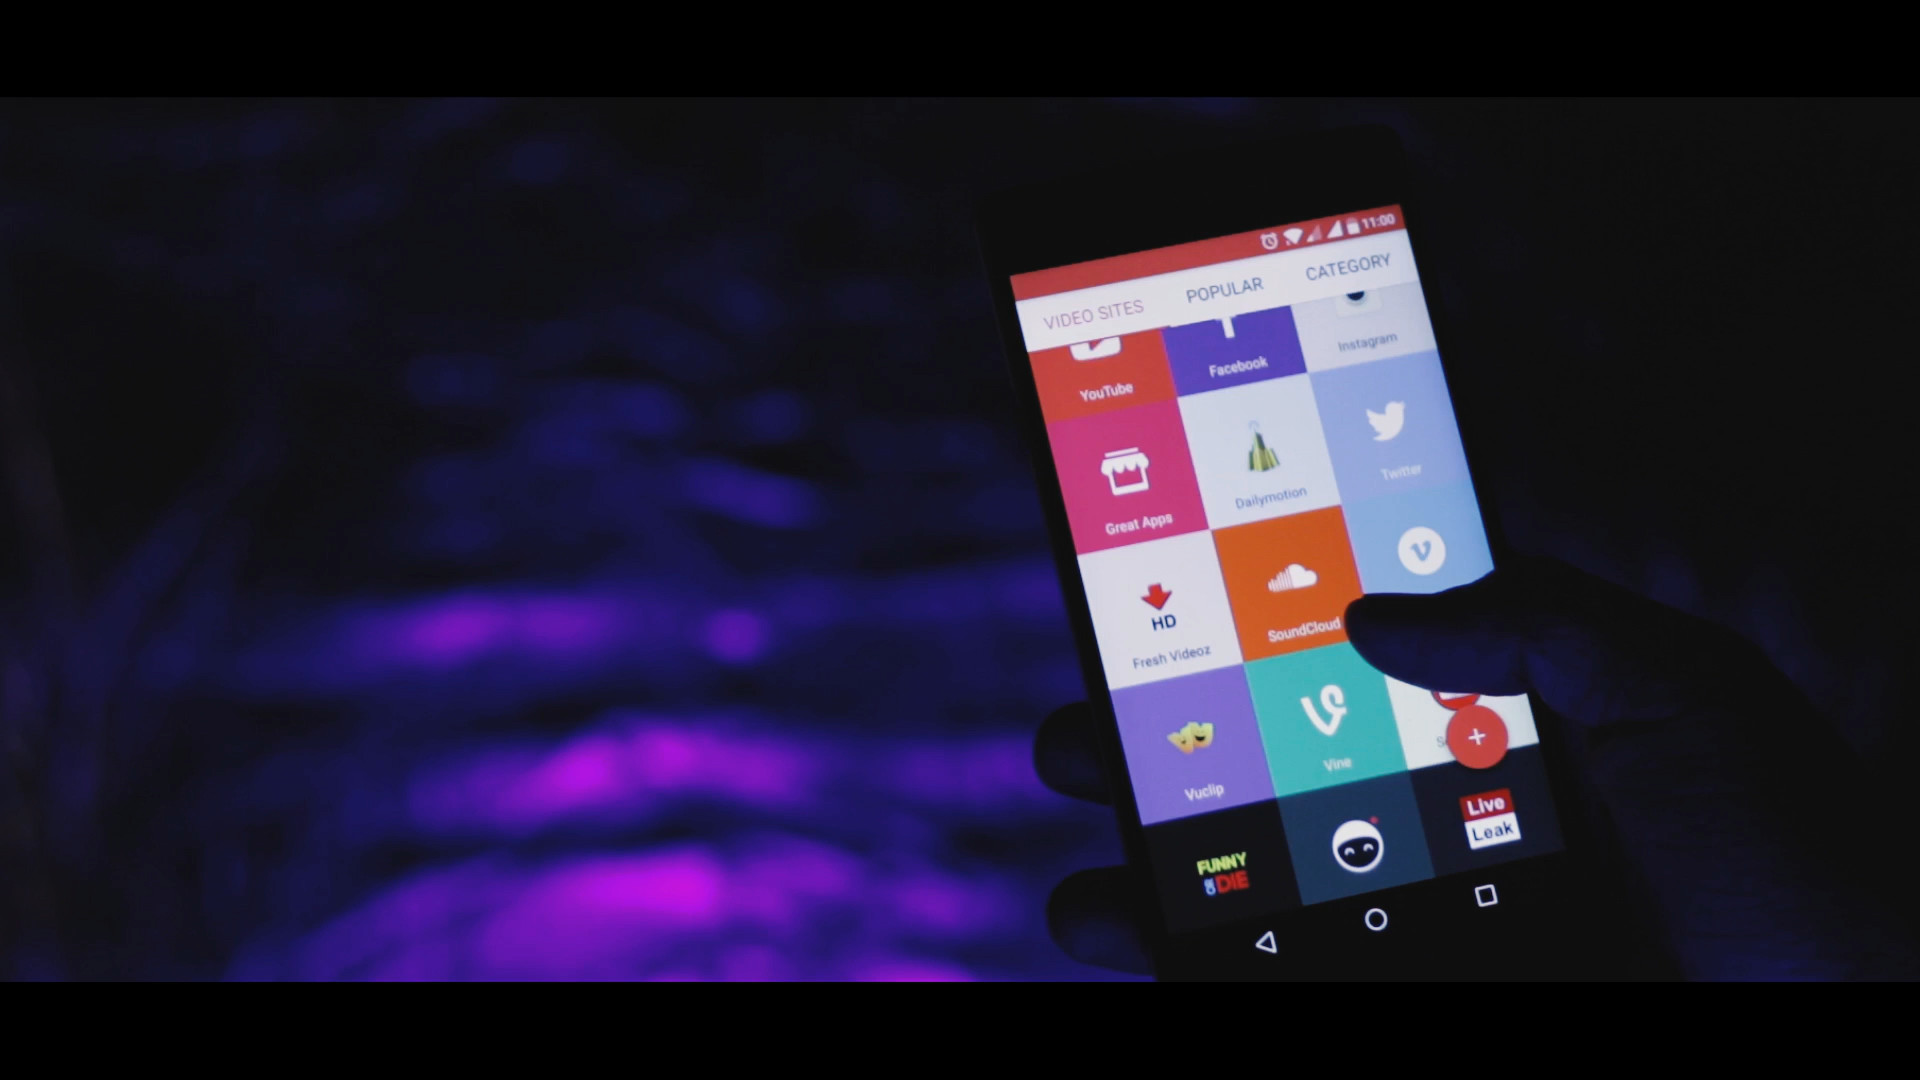 11:00
VIDEO SITES
POPULAR
CATEGORY
YouTube
Facebook
Instagram
Great Apps
Dailymotion
Twitter
HD
Fresh Videoz
SoundCloud
Vuclip
Vine
FUNNY
OR DIE
Live
Leak